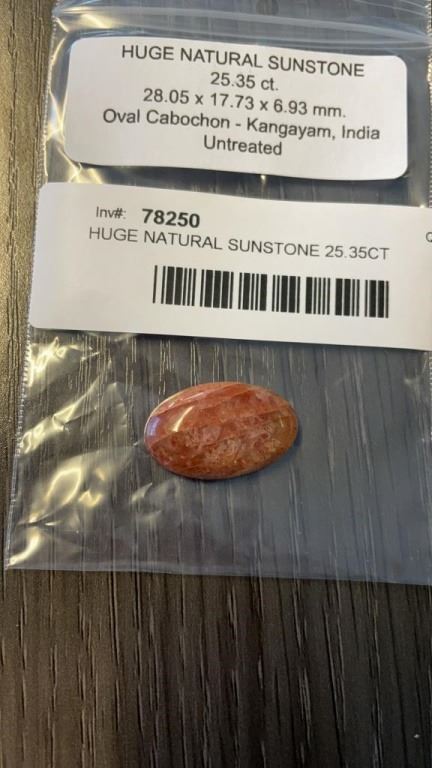 HUGE NATURAL SUNSTONE
25.35 ct.
28.05 x 17.73 x 6.93 mm.
Oval Cabochon - Kangayam, India
Untreated
Inv#: 78250
HUGE NATURAL SUNSTONE 25.35CT